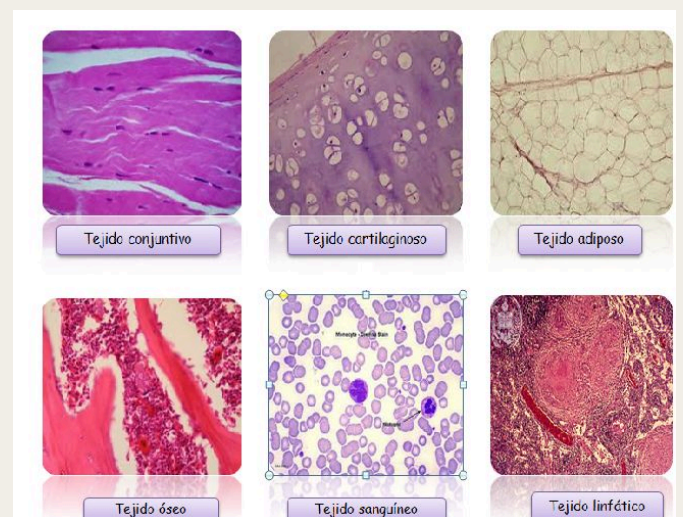 Tejido conjuntivo
Tejido cartilaginoso
Tejido adiposo
Tejido óseo
Tejido sanguíneo
Tejido linfático